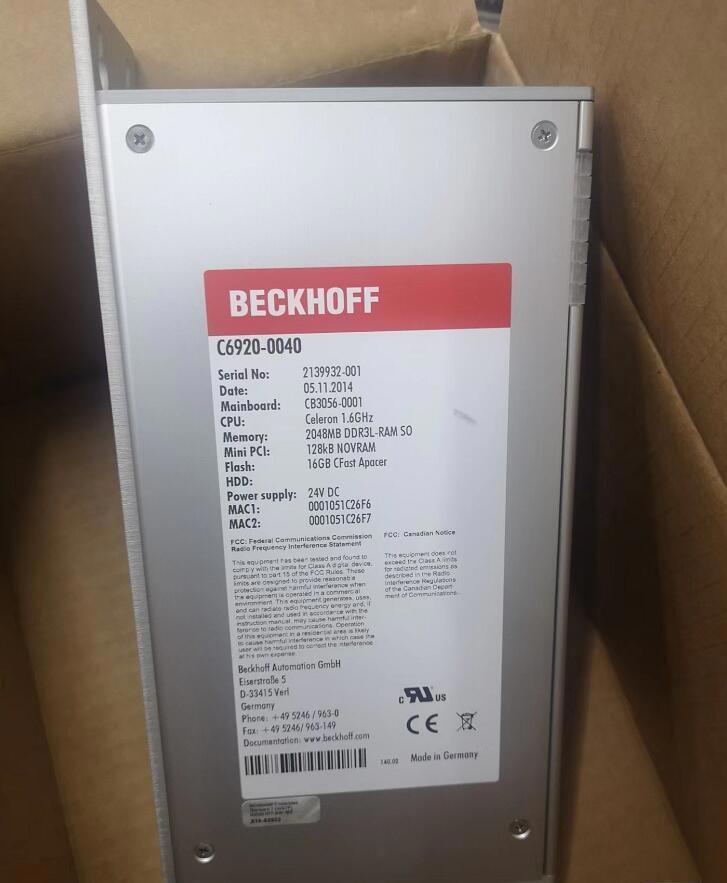 BECKHOFF
C6920-0040
Serial No: 2139932-001
Date: 05.11.2014
Mainboard: CB3056-0001
CPU: Celeron 1.6GHz
Memory: 2048MB DDR3L-RAM SO
Mini PCI: 128kB NOVRAM
Flash: 16GB CFast Apacer
HDD:
Power supply: 24V DC
MAC1: 0001051C26F6
MAC2: 0001051C26F7
FCC: Federal Communications Commission
Radio Frequency Interference Statement
This equipment has been tested and found to
comply with the limits for Class A digital device,
pursuant to part 15 of the FCC Rules. These
limits are designed to provide reasonable
protection against harmful interference when
the equipment is operated in a commercial
environment. This equipment generates, uses,
and can radiate radio frequency energy and, if
not installed and used in accordance with the
instruction manual, may cause harmful inter-
ference to radio communications. Operation
of this equipment in a residential area is likely
to cause harmful interference in which case the
user will be required to correct the interference
at his own expense.
FCC: Canadian Notice
This equipment does not
exceed the Class A limits
for radiated emissions as
described in the Radio
Interference Regulations
of the Canadian Depart-
ment of Communications.
Beckhoff Automation GmbH
Eiserstraße 5
D-33415 Verl
Germany
Phone: +49 5246/963-0
Fax: +49 5246/963-149
Documentation: www.beckhoff.com
c RU US
CE
140.02 Made in Germany